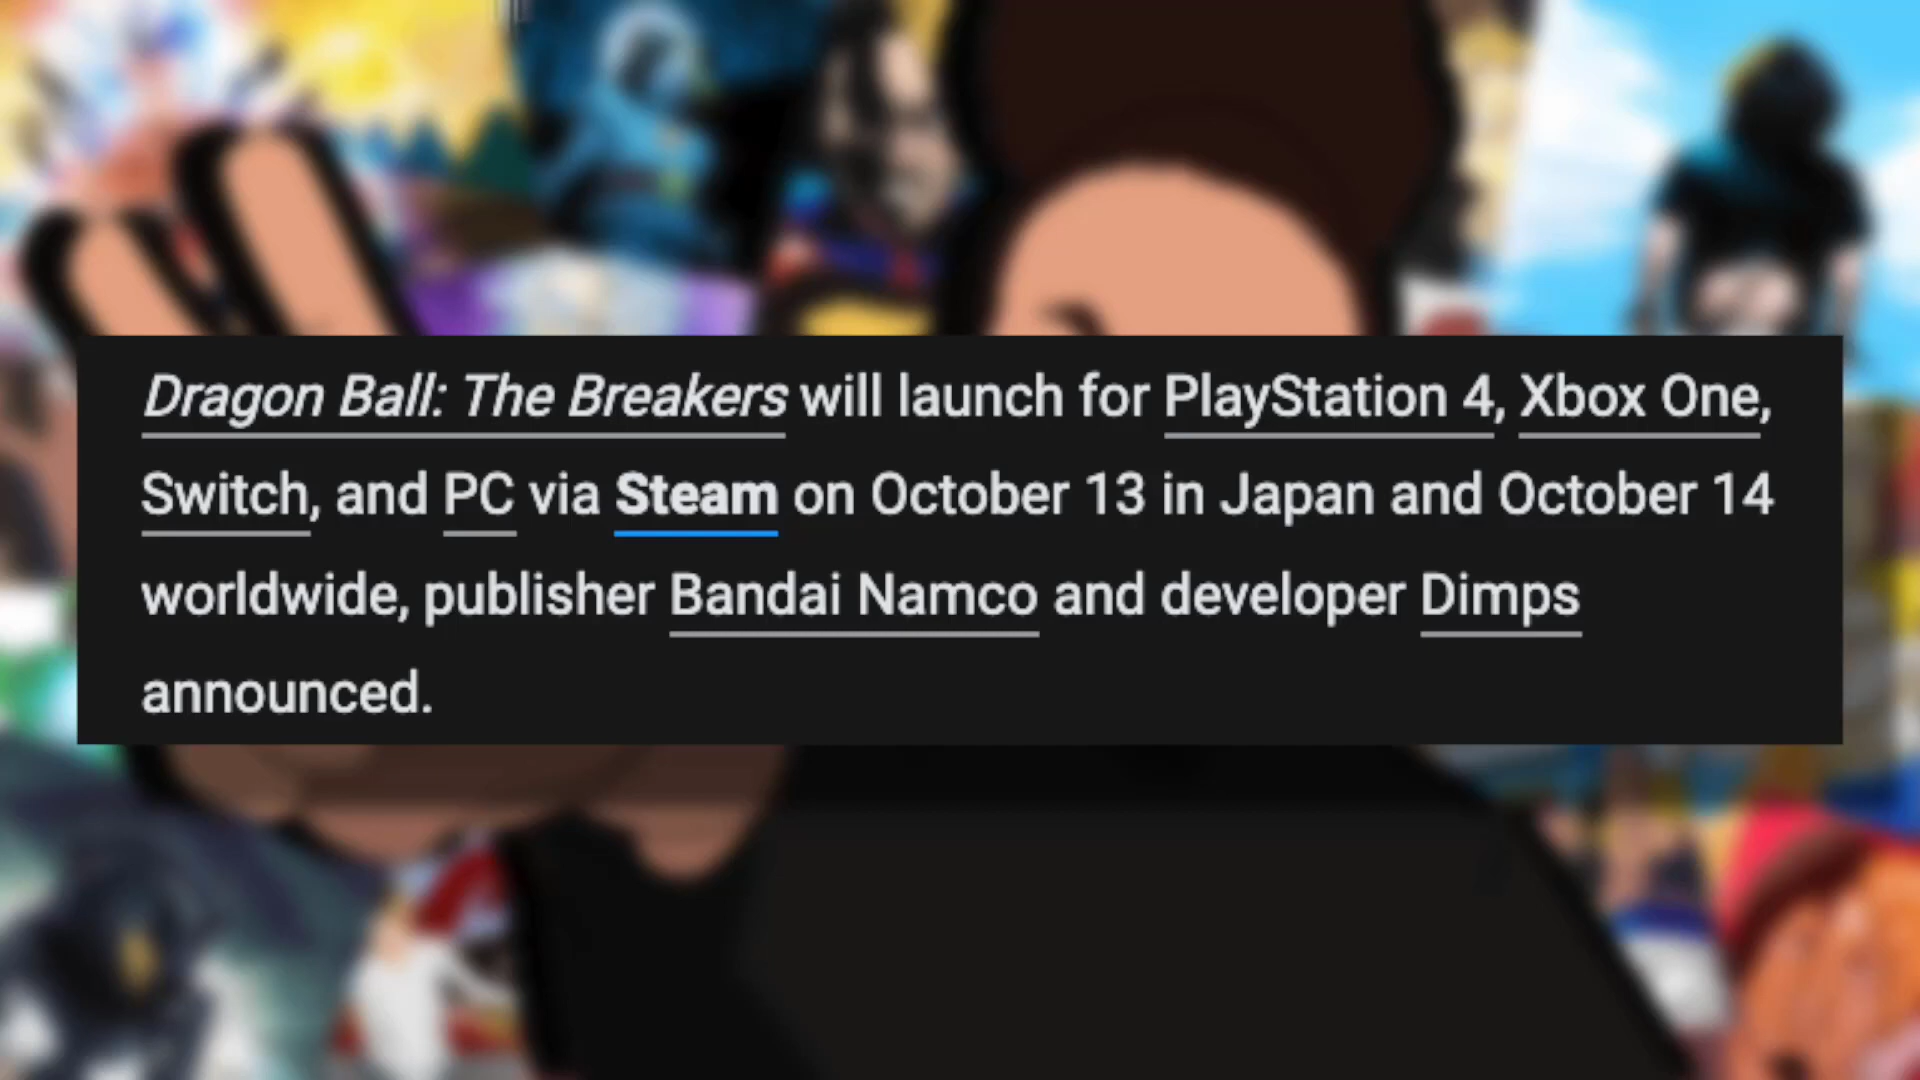 Dragon Ball: The Breakers will launch for PlayStation 4, Xbox One,
Switch, and PC via Steam on October 13 in Japan and October 14
worldwide, publisher Bandai Namco and developer Dimps
announced.